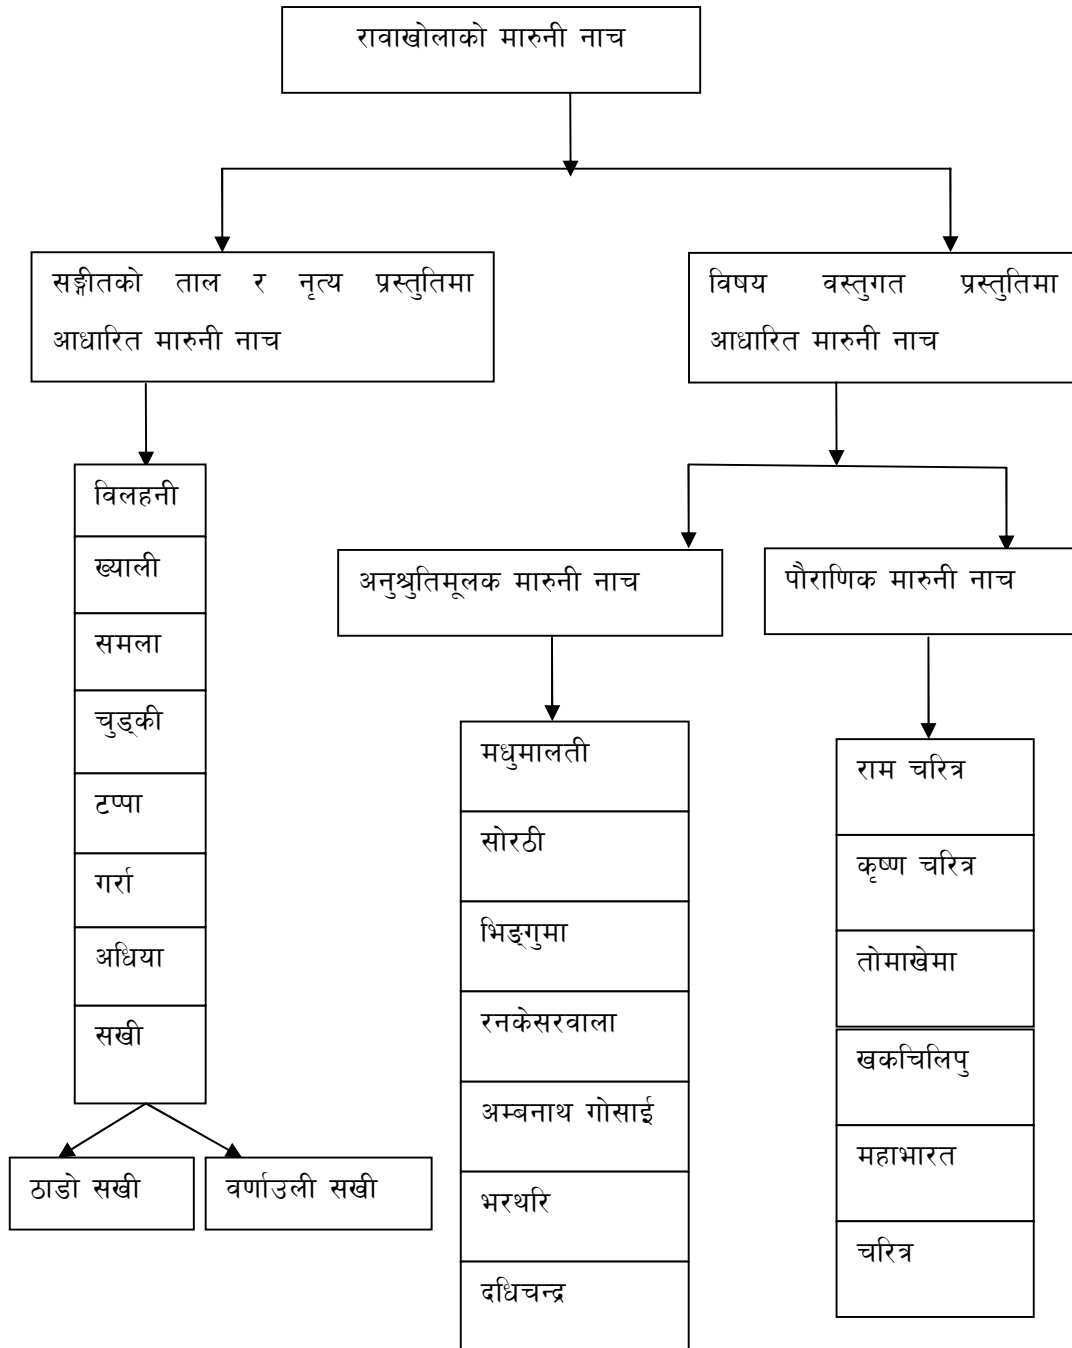 रावाखोलाको मारुनी नाच
सङ्गीतको ताल र नृत्य प्रस्तुतिमा
आधारित मारुनी नाच
विषय वस्तुगत प्रस्तुतिमा
आधारित मारुनी नाच
विलहनी
ख्याली
समला
चुड्की
टप्पा
गर्रा
अधिया
सखी
ठाडो सखी
वर्णाउली सखी
अनुश्रुतिमूलक मारुनी नाच
मधुमालती
सोरठी
भिङ्गुमा
रनकेसरवाला
अम्बनाथ गोसाई
भरथरि
दधिचन्द्र
पौराणिक मारुनी नाच
राम चरित्र
कृष्ण चरित्र
तोमाखेमा
खकचिलिपु
महाभारत
चरित्र